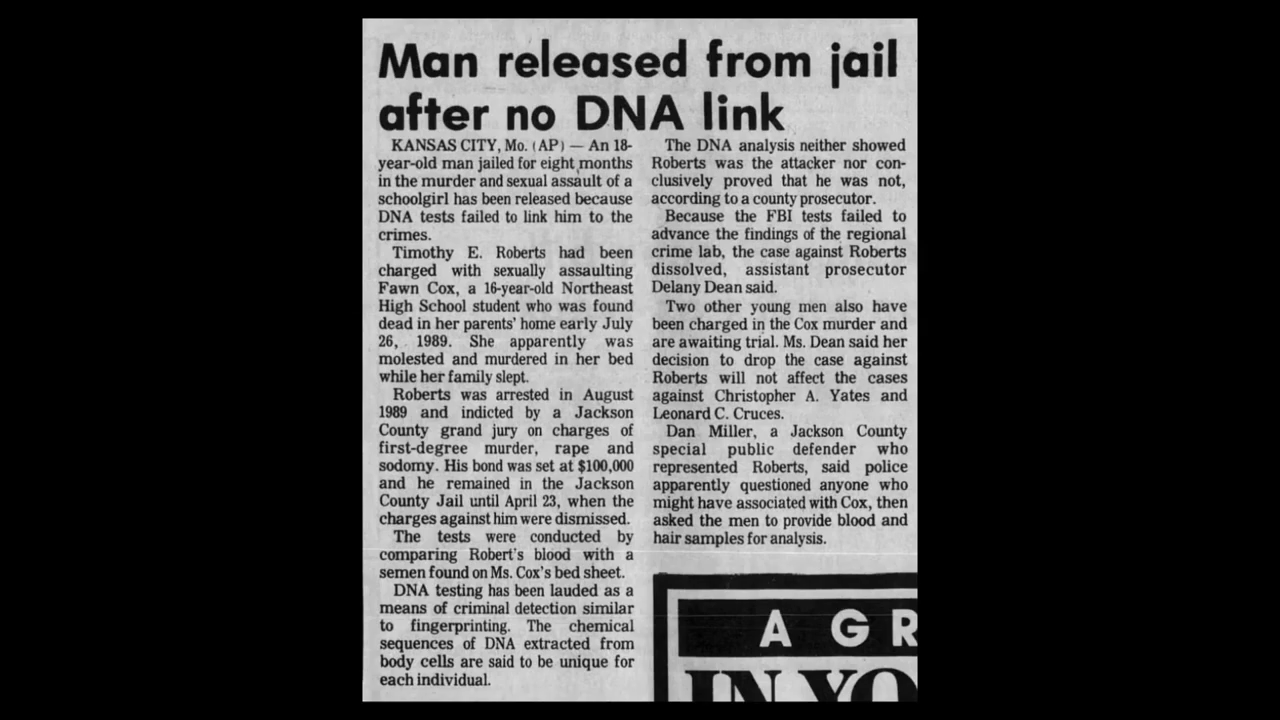 Man released from jail
after no DNA link
KANSAS CITY, Mo. (AP) — An 18-
year-old man jailed for eight months
in the murder and sexual assault of a
schoolgirl has been released because
DNA tests failed to link him to the
crimes.
Timothy E. Roberts had been
charged with sexually assaulting
Fawn Cox, a 16-year-old Northeast
High School student who was found
dead in her parents' home early July
26, 1989. She apparently was
molested and murdered in her bed
while her family slept.
Roberts was arrested in August
1989 and indicted by a Jackson
County grand jury on charges of
first-degree murder, rape and
sodomy. His bond was set at $100,000
and he remained in the Jackson
County Jail until April 23, when the
charges against him were dismissed.
The tests were conducted by
comparing Robert's blood with a
semen found on Ms. Cox's bed sheet.
DNA testing has been lauded as a
means of criminal detection similar
to fingerprinting. The chemical
sequences of DNA extracted from
body cells are said to be unique for
each individual.
The DNA analysis neither showed
Roberts was the attacker nor con-
clusively proved that he was not,
according to a county prosecutor.
Because the FBI tests failed to
advance the findings of the regional
crime lab, the case against Roberts
dissolved, assistant prosecutor
Delany Dean said.
Two other young men also have
been charged in the Cox murder and
are awaiting trial. Ms. Dean said her
decision to drop the case against
Roberts will not affect the cases
against Christopher A. Yates and
Leonard C. Cruces.
Dan Miller, a Jackson County
special public defender who
represented Roberts, said police
apparently questioned anyone who
might have associated with Cox, then
asked the men to provide blood and
hair samples for analysis.
A GR
IN YO